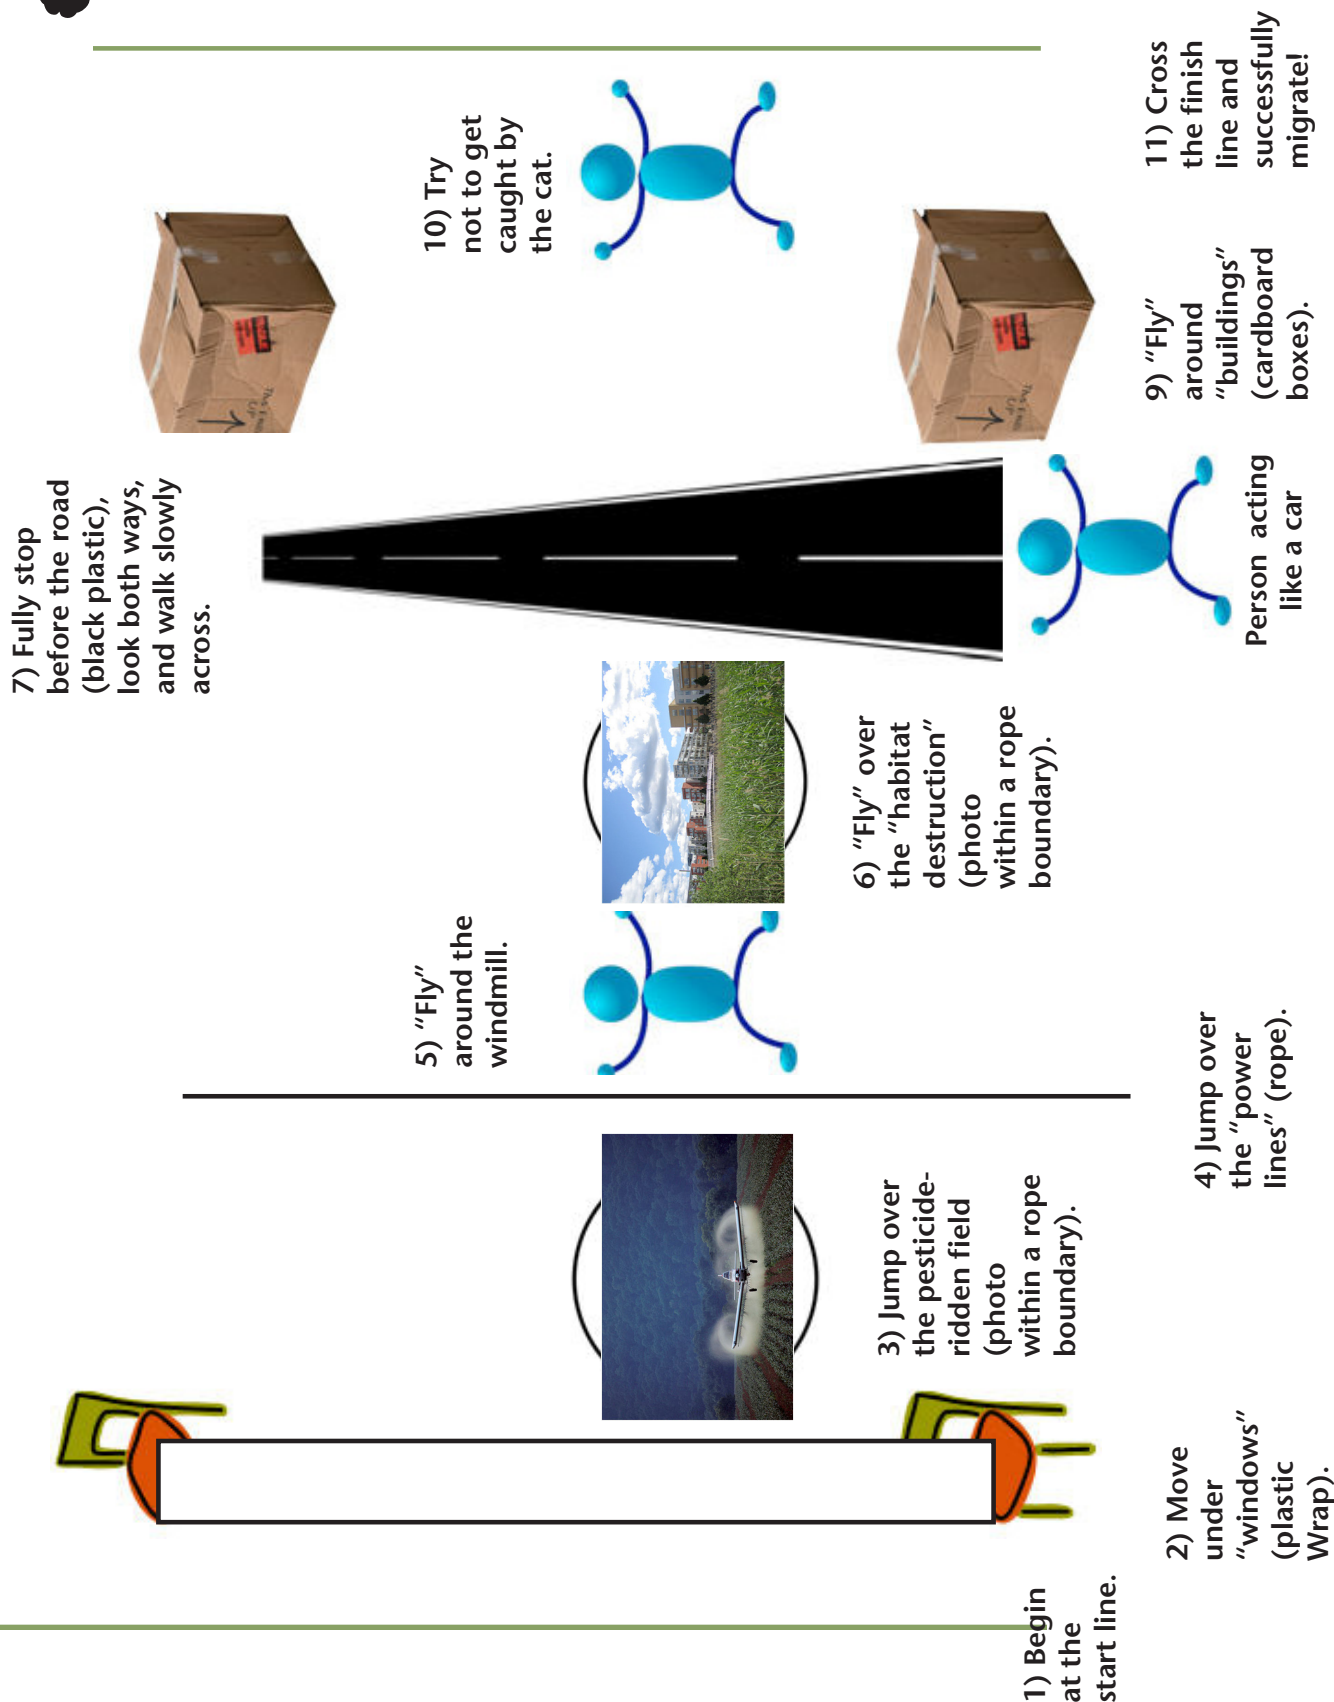 1) Begin
at the
start line.
2) Move
under
“windows”
(plastic
Wrap).
3) Jump over
the pesticide-
ridden field
(photo
within a rope
boundary).
4) Jump over
the “power
lines” (rope).
5) “Fly”
around the
windmill.
6) “Fly” over
the “habitat
destruction”
(photo
within a rope
boundary).
7) Fully stop
before the road
(black plastic),
look both ways,
and walk slowly
across.
Person acting
like a car
9) “Fly”
around
“buildings”
(cardboard
boxes).
10) Try
not to get
caught by
the cat.
11) Cross
the finish
line and
successfully
migrate!